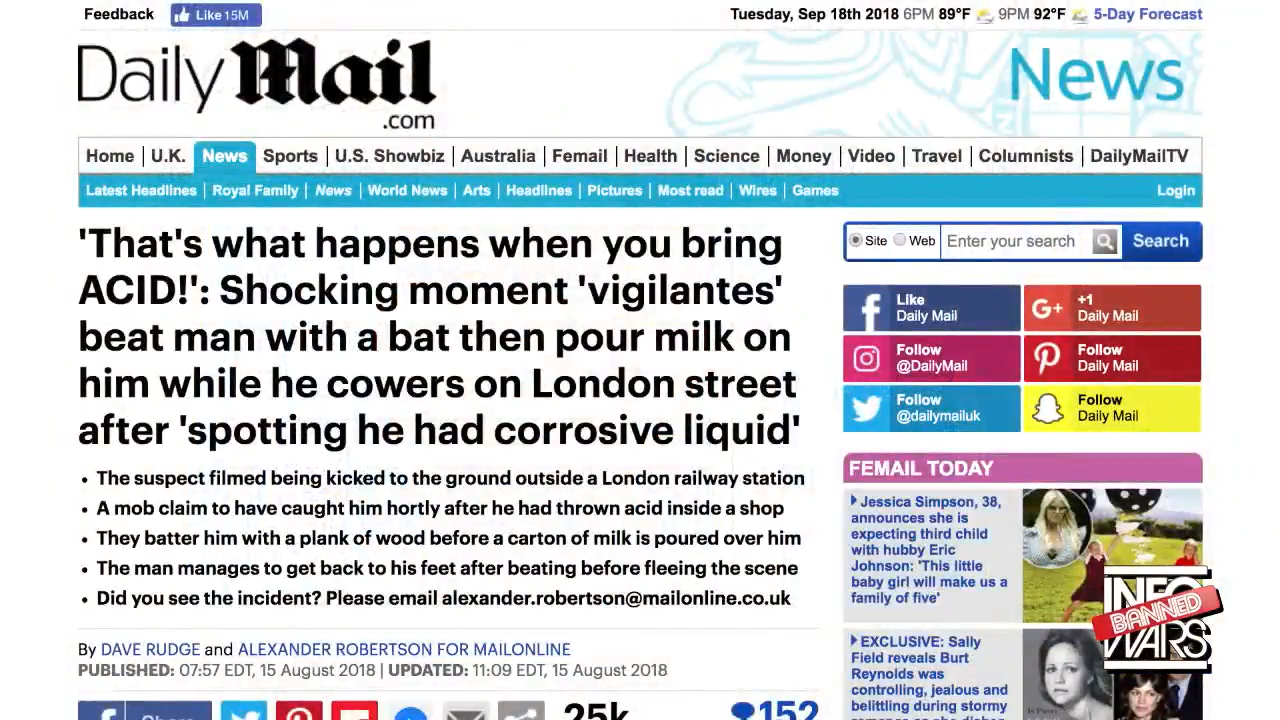 Feedback
Like 15M
Tuesday, Sep 18th 2018 6PM 89°F 9PM 92°F 5-Day Forecast
Daily Mail
.com
News
Home U.K. News Sports U.S. Showbiz Australia Femail Health Science Money Video Travel Columnists DailyMailTV
Latest Headlines Royal Family News World News Arts Headlines Pictures Most read Wires Games Login
'That's what happens when you bring
ACID!': Shocking moment 'vigilantes'
beat man with a bat then pour milk on
him while he cowers on London street
after 'spotting he had corrosive liquid'
• The suspect filmed being kicked to the ground outside a London railway station
• A mob claim to have caught him hortly after he had thrown acid inside a shop
• They batter him with a plank of wood before a carton of milk is poured over him
• The man manages to get back to his feet after beating before fleeing the scene
• Did you see the incident? Please email alexander.robertson@mailonline.co.uk
By DAVE RUDGE and ALEXANDER ROBERTSON FOR MAILONLINE
PUBLISHED: 07:57 EDT, 15 August 2018 | UPDATED: 11:09 EDT, 15 August 2018
Share
25k
152
Site Web Enter your search Search
Like
Daily Mail
+1
Daily Mail
Follow
@DailyMail
Follow
Daily Mail
Follow
@dailymailuk
Follow
Daily Mail
FEMAIL TODAY
Jessica Simpson, 38,
announces she is
expecting third child
with hubby Eric
Johnson: 'This little
baby girl will make us a
family of five'
EXCLUSIVE: Sally
Field reveals Burt
Reynolds was
controlling, jealous and
belittling during stormy
romance as she
INFO
BANNED
WARS